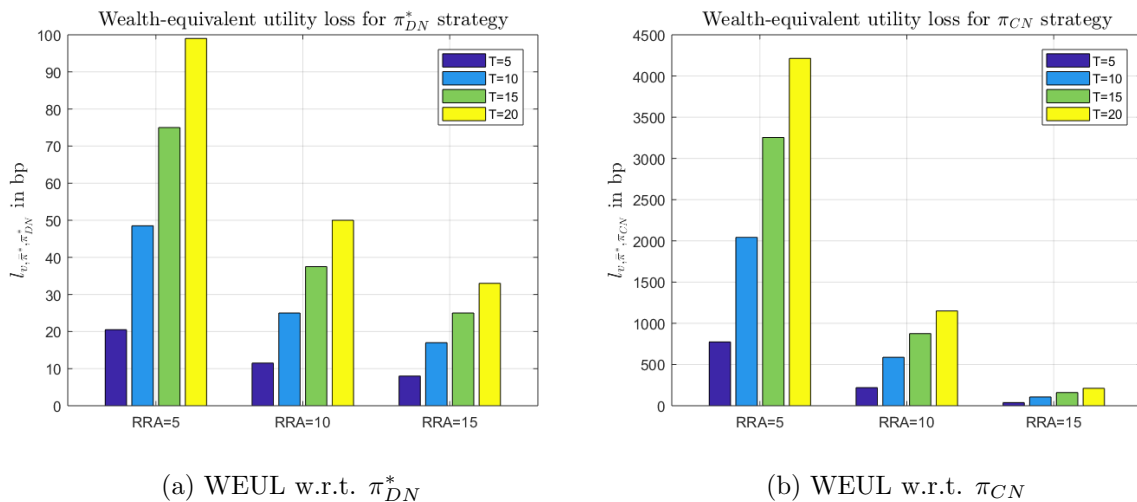 Wealth-equivalent utility loss for π*_DN strategy
100
90
80
70
60
50
40
30
20
10
0
l_{v,π̄*,π*_DN} in bp
T=5
T=10
T=15
T=20
RRA=5 RRA=10 RRA=15
(a) WEUL w.r.t. π*_DN
Wealth-equivalent utility loss for π_CN strategy
4500
4000
3500
3000
2500
2000
1500
1000
500
0
l_{v,π̄*,π_CN} in bp
T=5
T=10
T=15
T=20
RRA=5 RRA=10 RRA=15
(b) WEUL w.r.t. π_CN